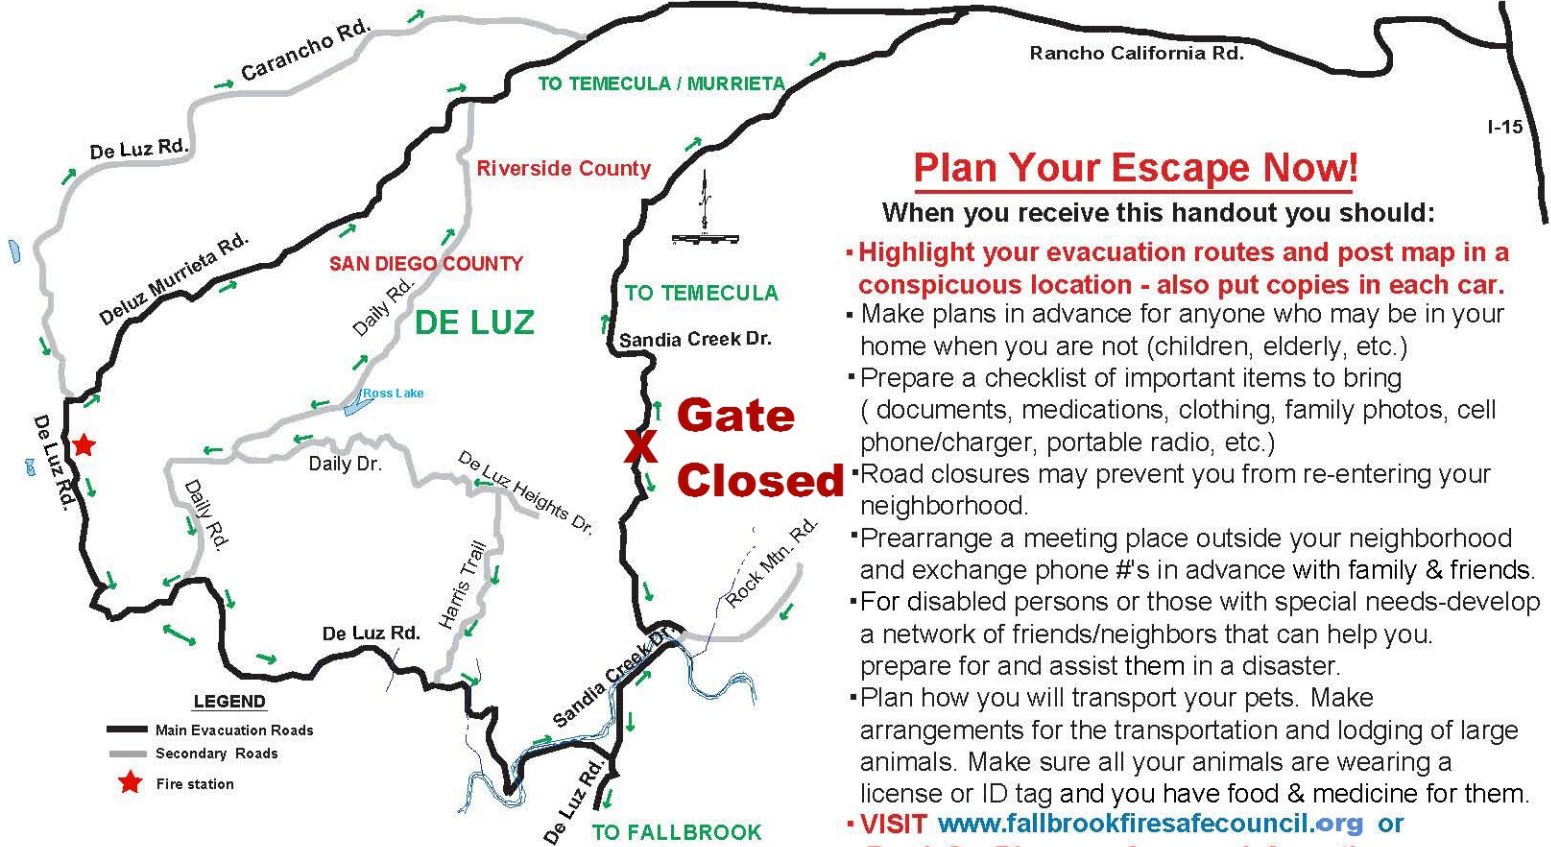 Carancho Rd.
Rancho California Rd.
TO TEMECULA / MURRIETA
I-15
De Luz Rd.
Riverside County
N
Deluz Murrieta Rd.
SAN DIEGO COUNTY
TO TEMECULA
Daily Rd.
DE LUZ
Sandia Creek Dr.
Ross Lake
Gate
X
Closed
De Luz Rd.
Daily Dr.
De Luz Heights Dr.
Daily Rd.
Harris Trail
Rock Mtn. Rd.
De Luz Rd.
Sandia Creek Dr.
LEGEND
Main Evacuation Roads
Secondary Roads
Fire station
De Luz Rd.
TO FALLBROOK
Plan Your Escape Now!
When you receive this handout you should:
▪ Highlight your evacuation routes and post map in a
conspicuous location - also put copies in each car.
▪ Make plans in advance for anyone who may be in your
home when you are not (children, elderly, etc.)
▪ Prepare a checklist of important items to bring
( documents, medications, clothing, family photos, cell
phone/charger, portable radio, etc.)
▪ Road closures may prevent you from re-entering your
neighborhood.
▪ Prearrange a meeting place outside your neighborhood
and exchange phone #'s in advance with family & friends.
▪ For disabled persons or those with special needs-develop
a network of friends/neighbors that can help you.
prepare for and assist them in a disaster.
▪ Plan how you will transport your pets. Make
arrangements for the transportation and lodging of large
animals. Make sure all your animals are wearing a
license or ID tag and you have food & medicine for them.
▪ VISIT www.fallbrookfiresafecouncil.org or